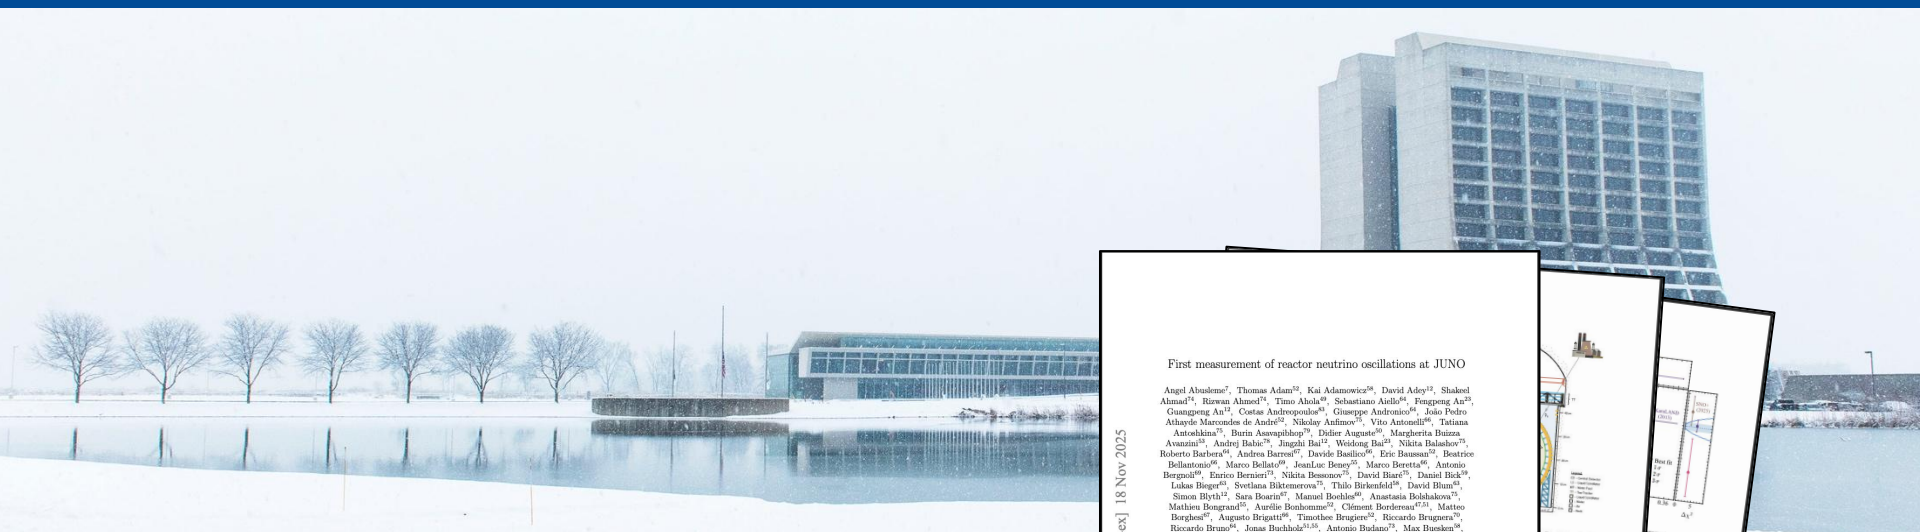 First measurement of reactor neutrino oscillations at JUNO
Angel Abusleme⁷, Thomas Adam⁵², Kai Adamowicz⁵⁸, David Adey¹², Shakeel
Ahmad⁷⁴, Rizwan Ahmed⁷⁴, Timo Ahola⁴⁹, Sebastiano Aiello⁶⁴, Fengpeng An²³,
Guangpeng An¹², Costas Andreopoulos⁸³, Giuseppe Andronico⁶⁴, João Pedro
Athayde Marcondes de André⁵², Nikolay Anfimov⁷⁵, Vito Antonelli⁶⁶, Tatiana
Antoshkina⁷⁵, Burin Asavapibhop⁷⁹, Didier Auguste⁵⁰, Margherita Buizza
Avanzini⁵³, Andrej Babic⁷⁸, Jingzhi Bai¹², Weidong Bai²³, Nikita Balashov⁷⁵,
Roberto Barbera⁶⁴, Andrea Barresi⁶⁷, Davide Basilico⁶⁶, Eric Baussan⁵², Beatrice
Bellantonio⁶⁶, Marco Bellato⁶⁹, JeanLuc Beney⁵⁵, Marco Beretta⁶⁶, Antonio
Bergnoli⁶⁹, Enrico Bernieri⁷³, Nikita Bessonov⁷⁵, David Biaré⁷⁵, Daniel Bick⁵⁹,
Lukas Bieger⁶³, Svetlana Biktemerova⁷⁵, Thilo Birkenfeld⁵⁸, David Blum⁶³,
Simon Blyth¹², Sara Boarin⁶⁷, Manuel Boehles⁶⁰, Anastasia Bolshakova⁷⁵,
Mathieu Bongrand⁵⁵, Aurélie Bonhomme⁵², Clément Bordereau⁴⁷,⁵¹, Matteo
Borghesi⁶⁷, Augusto Brigatti⁶⁶, Timothee Brugiere⁵², Riccardo Brugnera⁷⁰,
Riccardo Bruno⁶⁴, Jonas Buchholz⁵¹,⁵⁵, Antonio Budano⁷³, Max Buesken⁵⁸,
ex] 18 Nov 2025
Best fit
1 σ
2 σ